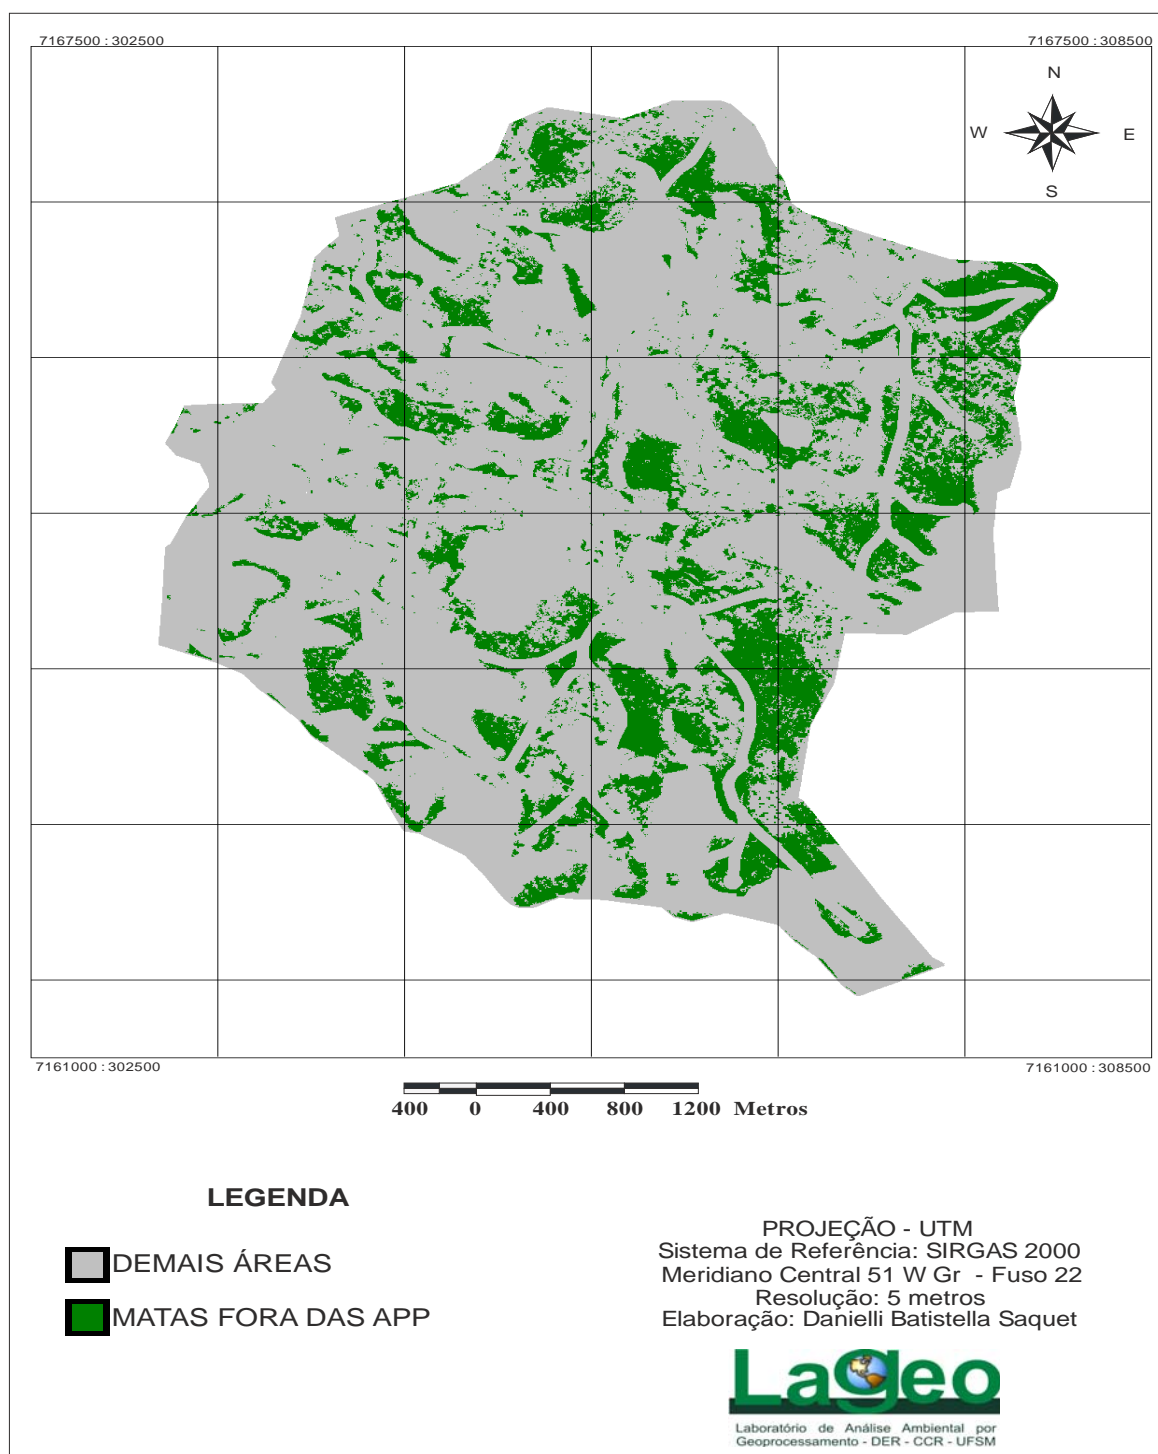 7167500 : 302500
7167500 : 308500
N
W
E
S
7161000 : 302500
7161000 : 308500
400 0 400 800 1200 Metros
LEGENDA
DEMAIS ÁREAS
MATAS FORA DAS APP
PROJEÇÃO - UTM
Sistema de Referência: SIRGAS 2000
Meridiano Central 51 W Gr - Fuso 22
Resolução: 5 metros
Elaboração: Danielli Batistella Saquet
Lageo
Laboratório de Análise Ambiental por
Geoprocessamento - DER - CCR - UFSM